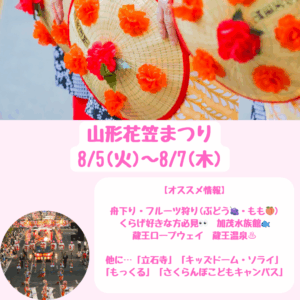 山形花笠まつり
8/5(火)〜8/7(木)
【オススメ情報】
舟下り・フルーツ狩り(ぶどう🍇・もも🍑)
くらげ好きな方必見👀 加茂水族館🐟
蔵王ロープウェイ 蔵王温泉♨
他に…「立石寺」「キッズドーム・ソライ」
「もっくる」「さくらんぼこどもキャンパス」